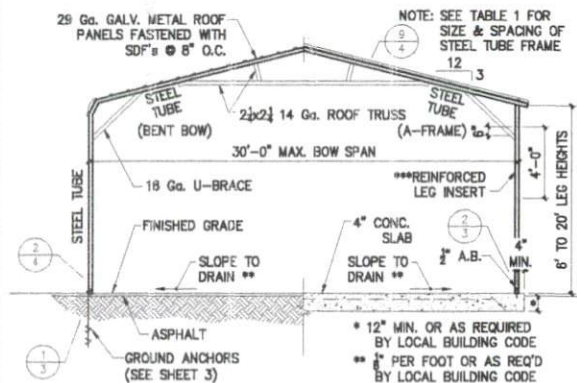 29 Ga. GALV. METAL ROOF
PANELS FASTENED WITH
SDF's @ 8" O.C.
NOTE: SEE TABLE 1 FOR
SIZE & SPACING OF
STEEL TUBE FRAME
9
4
12
3
STEEL
TUBE
(BENT BOW)
2¼x2¼ 14 Ga. ROOF TRUSS
STEEL
TUBE
(A-FRAME)
6"
30'-0" MAX. BOW SPAN
18 Ga. U-BRACE
***REINFORCED
LEG INSERT
4'-0"
6' TO 20' LEG HEIGHTS
STEEL TUBE
FINISHED GRADE
4" CONC.
SLAB
2
3
4"
MIN.
½" A.B.
2
4
SLOPE TO
DRAIN **
SLOPE TO
DRAIN **
*
ASPHALT
1
3
GROUND ANCHORS
(SEE SHEET 3)
* 12" MIN. OR AS REQUIRED
BY LOCAL BUILDING CODE
** ⅛" PER FOOT OR AS REQ'D
BY LOCAL BUILDING CODE